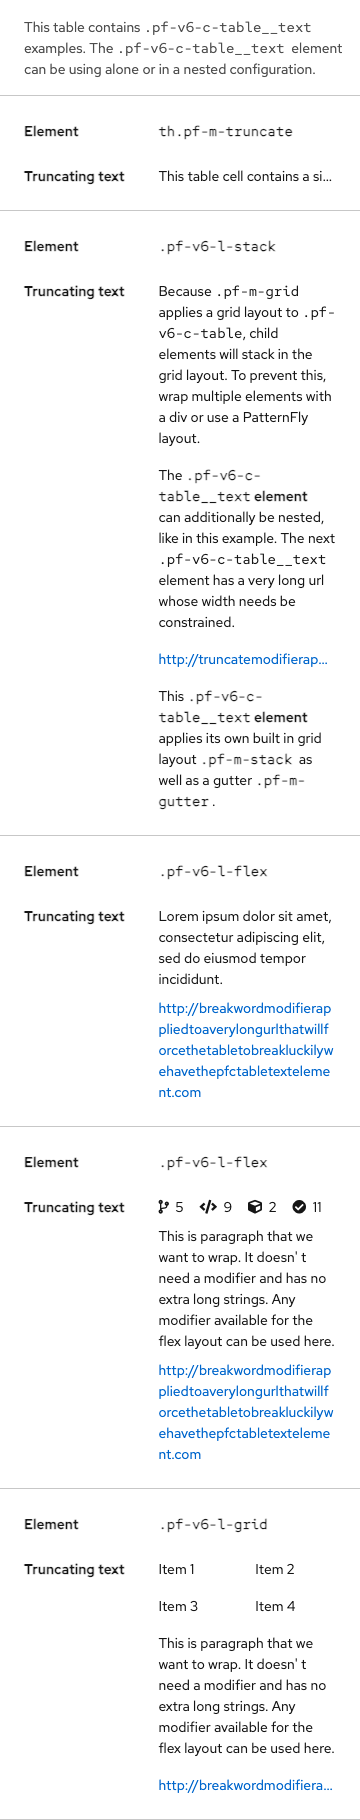 This table contains .pf-v6-c-table__text
examples. The .pf-v6-c-table__text element
can be using alone or in a nested configuration.
Element th.pf-m-truncate
Truncating text This table cell contains a si...
Element .pf-v6-l-stack
Truncating text Because .pf-m-grid
applies a grid layout to .pf-
v6-c-table, child
elements will stack in the
grid layout. To prevent this,
wrap multiple elements with
a div or use a PatternFly
layout.
The .pf-v6-c-
table__text element
can additionally be nested,
like in this example. The next
.pf-v6-c-table__text
element has a very long url
whose width needs be
constrained.
http://truncatemodifierap...
This .pf-v6-c-
table__text element
applies its own built in grid
layout .pf-m-stack as
well as a gutter .pf-m-
gutter.
Element .pf-v6-l-flex
Truncating text Lorem ipsum dolor sit amet,
consectetur adipiscing elit,
sed do eiusmod tempor
incididunt.
http://breakwordmodifierap
pliedtoaverylongurlthatwillf
orcethetabletobreakluckilyw
ehavethepfctabletexteleme
nt.com
Element .pf-v6-l-flex
Truncating text 5 9 2 11
This is paragraph that we
want to wrap. It doesn' t
need a modifier and has no
extra long strings. Any
modifier available for the
flex layout can be used here.
http://breakwordmodifierap
pliedtoaverylongurlthatwillf
orcethetabletobreakluckilyw
ehavethepfctabletexteleme
nt.com
Element .pf-v6-l-grid
Truncating text Item 1 Item 2
Item 3 Item 4
This is paragraph that we
want to wrap. It doesn' t
need a modifier and has no
extra long strings. Any
modifier available for the
flex layout can be used here.
http://breakwordmodifiera...